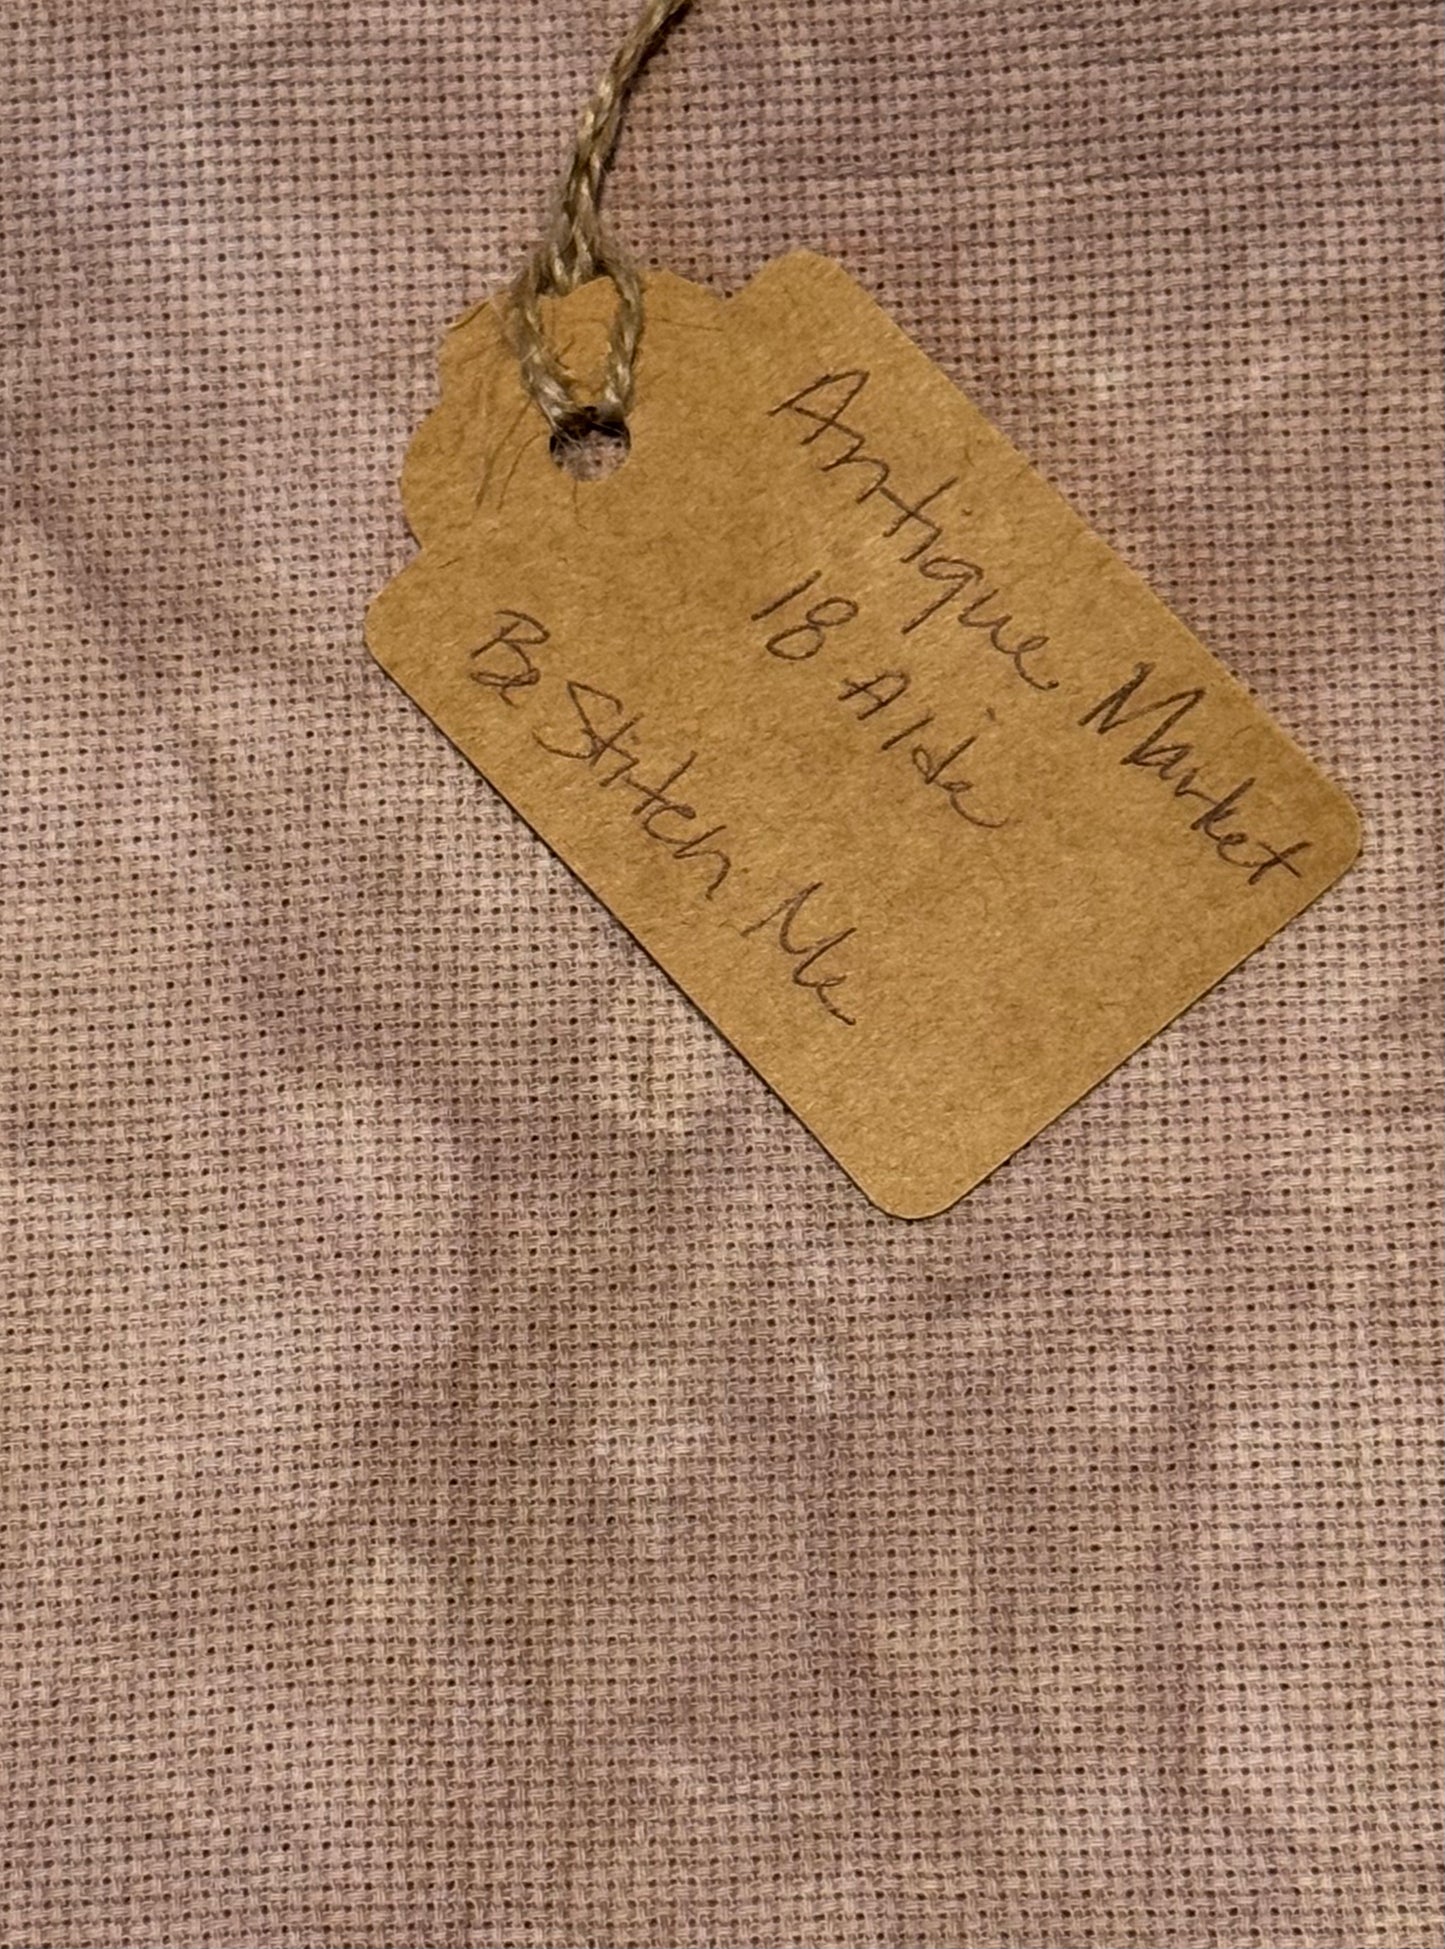 Antique Market
18 Aida
Be Stitch Me